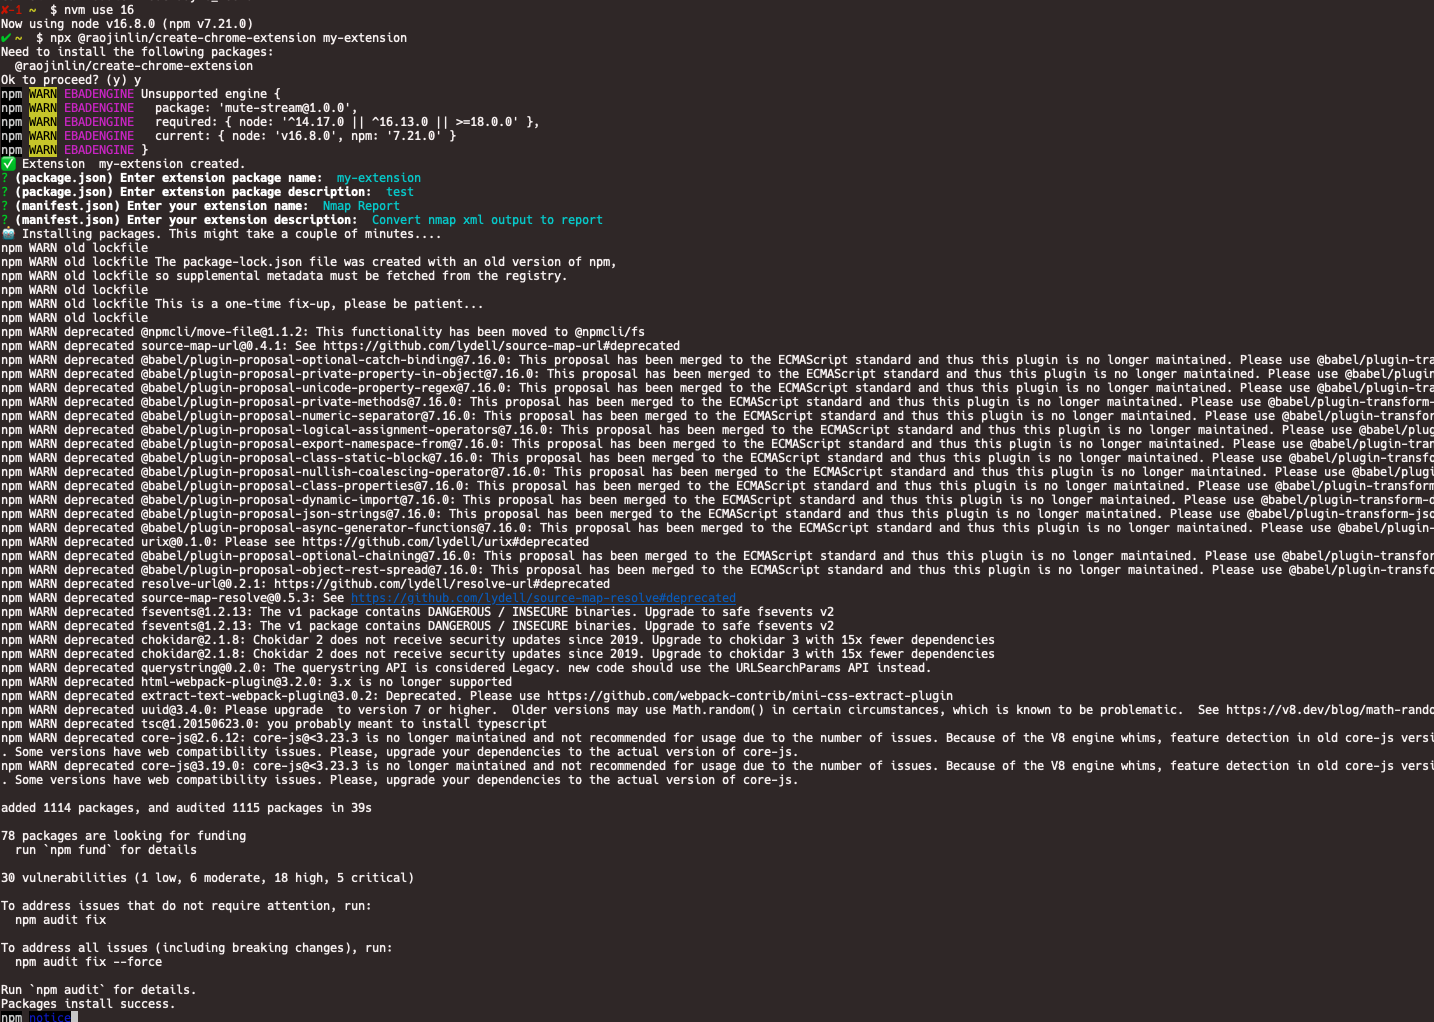 ✘-1 ~  $ nvm use 16
Now using node v16.8.0 (npm v7.21.0)
✔ ~  $ npx @raojinlin/create-chrome-extension my-extension
Need to install the following packages:
  @raojinlin/create-chrome-extension
Ok to proceed? (y) y
npm WARN EBADENGINE Unsupported engine {
npm WARN EBADENGINE   package: 'mute-stream@1.0.0',
npm WARN EBADENGINE   required: { node: '^14.17.0 || ^16.13.0 || >=18.0.0' },
npm WARN EBADENGINE   current: { node: 'v16.8.0', npm: '7.21.0' }
npm WARN EBADENGINE }
✅ Extension  my-extension created.
? (package.json) Enter extension package name:  my-extension
? (package.json) Enter extension package description:  test
? (manifest.json) Enter your extension name:  Nmap Report
? (manifest.json) Enter your extension description:  Convert nmap xml output to report
🤖 Installing packages. This might take a couple of minutes....
npm WARN old lockfile
npm WARN old lockfile The package-lock.json file was created with an old version of npm,
npm WARN old lockfile so supplemental metadata must be fetched from the registry.
npm WARN old lockfile
npm WARN old lockfile This is a one-time fix-up, please be patient...
npm WARN old lockfile
npm WARN deprecated @npmcli/move-file@1.1.2: This functionality has been moved to @npmcli/fs
npm WARN deprecated source-map-url@0.4.1: See https://github.com/lydell/source-map-url#deprecated
npm WARN deprecated @babel/plugin-proposal-optional-catch-binding@7.16.0: This proposal has been merged to the ECMAScript standard and thus this plugin is no longer maintained. Please use @babel/plugin-tra
npm WARN deprecated @babel/plugin-proposal-private-property-in-object@7.16.0: This proposal has been merged to the ECMAScript standard and thus this plugin is no longer maintained. Please use @babel/plugin
npm WARN deprecated @babel/plugin-proposal-unicode-property-regex@7.16.0: This proposal has been merged to the ECMAScript standard and thus this plugin is no longer maintained. Please use @babel/plugin-tra
npm WARN deprecated @babel/plugin-proposal-private-methods@7.16.0: This proposal has been merged to the ECMAScript standard and thus this plugin is no longer maintained. Please use @babel/plugin-transform-
npm WARN deprecated @babel/plugin-proposal-numeric-separator@7.16.0: This proposal has been merged to the ECMAScript standard and thus this plugin is no longer maintained. Please use @babel/plugin-transfor
npm WARN deprecated @babel/plugin-proposal-logical-assignment-operators@7.16.0: This proposal has been merged to the ECMAScript standard and thus this plugin is no longer maintained. Please use @babel/plug
npm WARN deprecated @babel/plugin-proposal-export-namespace-from@7.16.0: This proposal has been merged to the ECMAScript standard and thus this plugin is no longer maintained. Please use @babel/plugin-tran
npm WARN deprecated @babel/plugin-proposal-class-static-block@7.16.0: This proposal has been merged to the ECMAScript standard and thus this plugin is no longer maintained. Please use @babel/plugin-transfo
npm WARN deprecated @babel/plugin-proposal-nullish-coalescing-operator@7.16.0: This proposal has been merged to the ECMAScript standard and thus this plugin is no longer maintained. Please use @babel/plugi
npm WARN deprecated @babel/plugin-proposal-class-properties@7.16.0: This proposal has been merged to the ECMAScript standard and thus this plugin is no longer maintained. Please use @babel/plugin-transform
npm WARN deprecated @babel/plugin-proposal-dynamic-import@7.16.0: This proposal has been merged to the ECMAScript standard and thus this plugin is no longer maintained. Please use @babel/plugin-transform-d
npm WARN deprecated @babel/plugin-proposal-json-strings@7.16.0: This proposal has been merged to the ECMAScript standard and thus this plugin is no longer maintained. Please use @babel/plugin-transform-jso
npm WARN deprecated @babel/plugin-proposal-async-generator-functions@7.16.0: This proposal has been merged to the ECMAScript standard and thus this plugin is no longer maintained. Please use @babel/plugin-
npm WARN deprecated urix@0.1.0: Please see https://github.com/lydell/urix#deprecated
npm WARN deprecated @babel/plugin-proposal-optional-chaining@7.16.0: This proposal has been merged to the ECMAScript standard and thus this plugin is no longer maintained. Please use @babel/plugin-transfor
npm WARN deprecated @babel/plugin-proposal-object-rest-spread@7.16.0: This proposal has been merged to the ECMAScript standard and thus this plugin is no longer maintained. Please use @babel/plugin-transfo
npm WARN deprecated resolve-url@0.2.1: https://github.com/lydell/resolve-url#deprecated
npm WARN deprecated source-map-resolve@0.5.3: See https://github.com/lydell/source-map-resolve#deprecated
npm WARN deprecated fsevents@1.2.13: The v1 package contains DANGEROUS / INSECURE binaries. Upgrade to safe fsevents v2
npm WARN deprecated fsevents@1.2.13: The v1 package contains DANGEROUS / INSECURE binaries. Upgrade to safe fsevents v2
npm WARN deprecated chokidar@2.1.8: Chokidar 2 does not receive security updates since 2019. Upgrade to chokidar 3 with 15x fewer dependencies
npm WARN deprecated chokidar@2.1.8: Chokidar 2 does not receive security updates since 2019. Upgrade to chokidar 3 with 15x fewer dependencies
npm WARN deprecated querystring@0.2.0: The querystring API is considered Legacy. new code should use the URLSearchParams API instead.
npm WARN deprecated html-webpack-plugin@3.2.0: 3.x is no longer supported
npm WARN deprecated extract-text-webpack-plugin@3.0.2: Deprecated. Please use https://github.com/webpack-contrib/mini-css-extract-plugin
npm WARN deprecated uuid@3.4.0: Please upgrade  to version 7 or higher.  Older versions may use Math.random() in certain circumstances, which is known to be problematic.  See https://v8.dev/blog/math-rando
npm WARN deprecated tsc@1.20150623.0: you probably meant to install typescript
npm WARN deprecated core-js@2.6.12: core-js@<3.23.3 is no longer maintained and not recommended for usage due to the number of issues. Because of the V8 engine whims, feature detection in old core-js versi
. Some versions have web compatibility issues. Please, upgrade your dependencies to the actual version of core-js.
npm WARN deprecated core-js@3.19.0: core-js@<3.23.3 is no longer maintained and not recommended for usage due to the number of issues. Because of the V8 engine whims, feature detection in old core-js versi
. Some versions have web compatibility issues. Please, upgrade your dependencies to the actual version of core-js.
added 1114 packages, and audited 1115 packages in 39s
78 packages are looking for funding
  run `npm fund` for details
30 vulnerabilities (1 low, 6 moderate, 18 high, 5 critical)
To address issues that do not require attention, run:
  npm audit fix
To address all issues (including breaking changes), run:
  npm audit fix --force
Run `npm audit` for details.
Packages install success.
npm notice